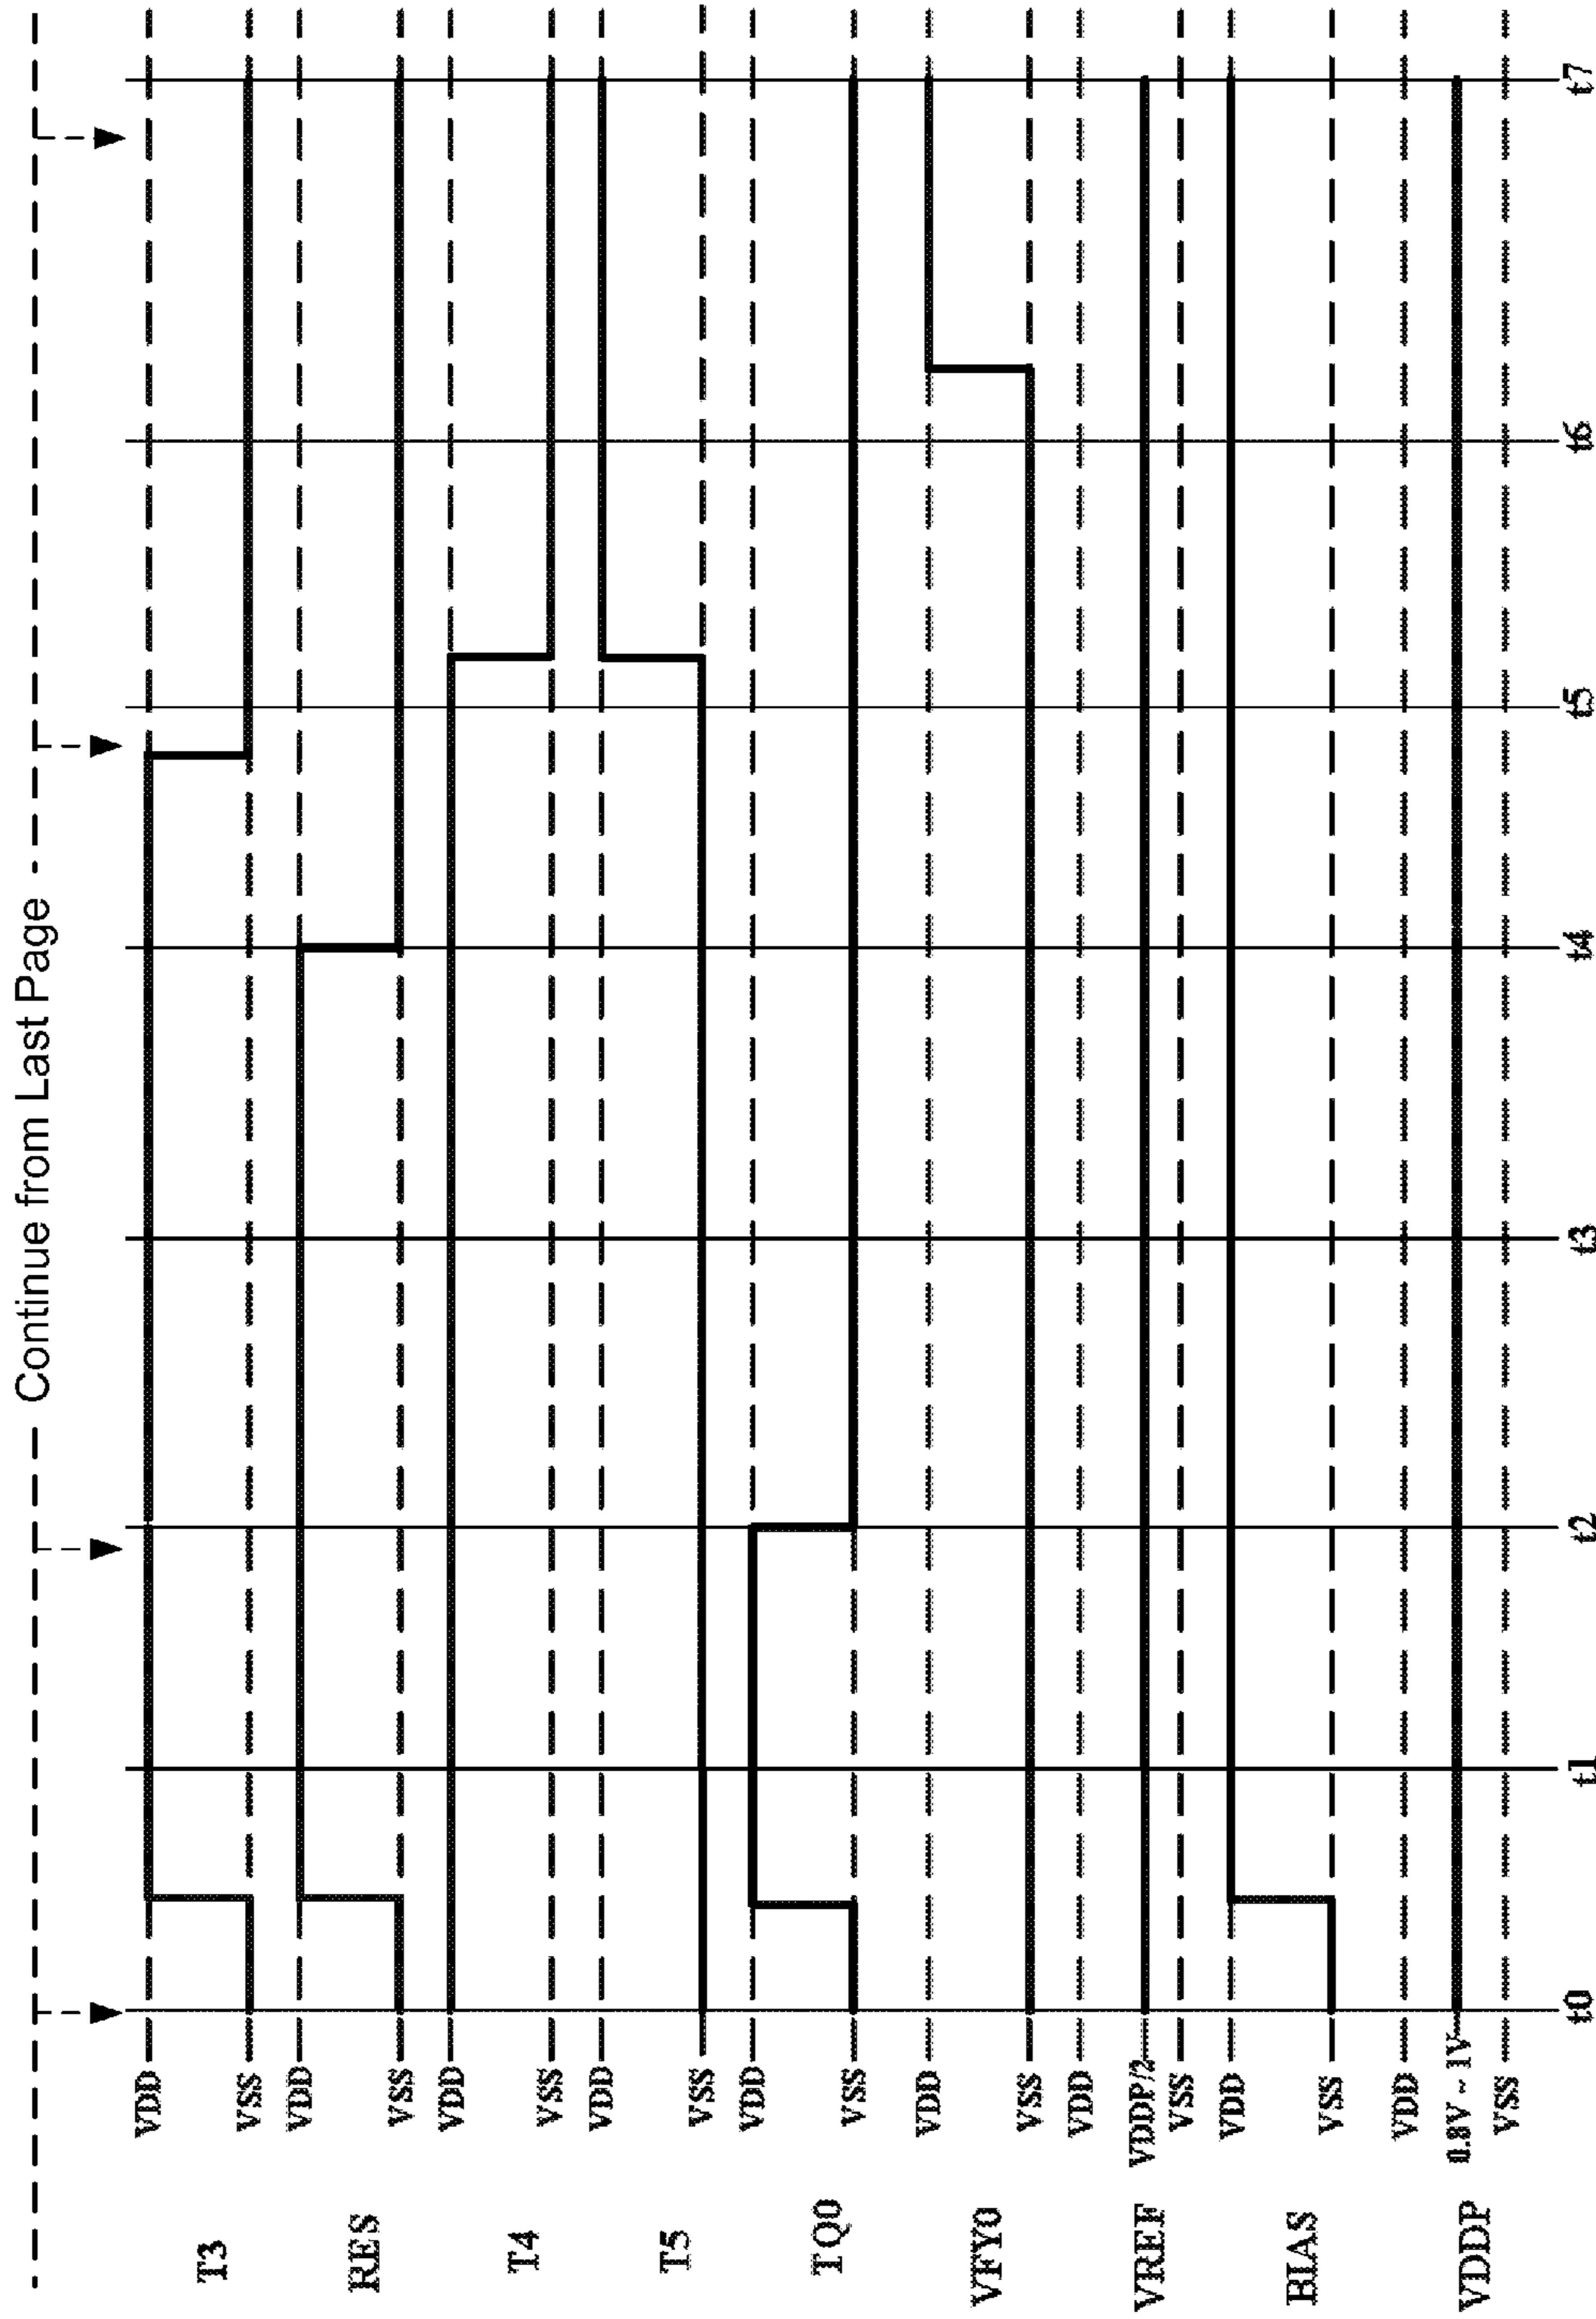 Continue from Last Page
T3
VDD
VSS
RES
VDD
VSS
T4
VDD
VSS
T5
VDD
VSS
TQ0
VDD
VSS
VFY0
VDD
VSS
VREF
VDD
VDDP/2
VSS
BIAS
VDD
VSS
VDDP
VDD
0.8V ~ 1V
VSS
t0 t1 t2 t3 t4 t5 t6 t7